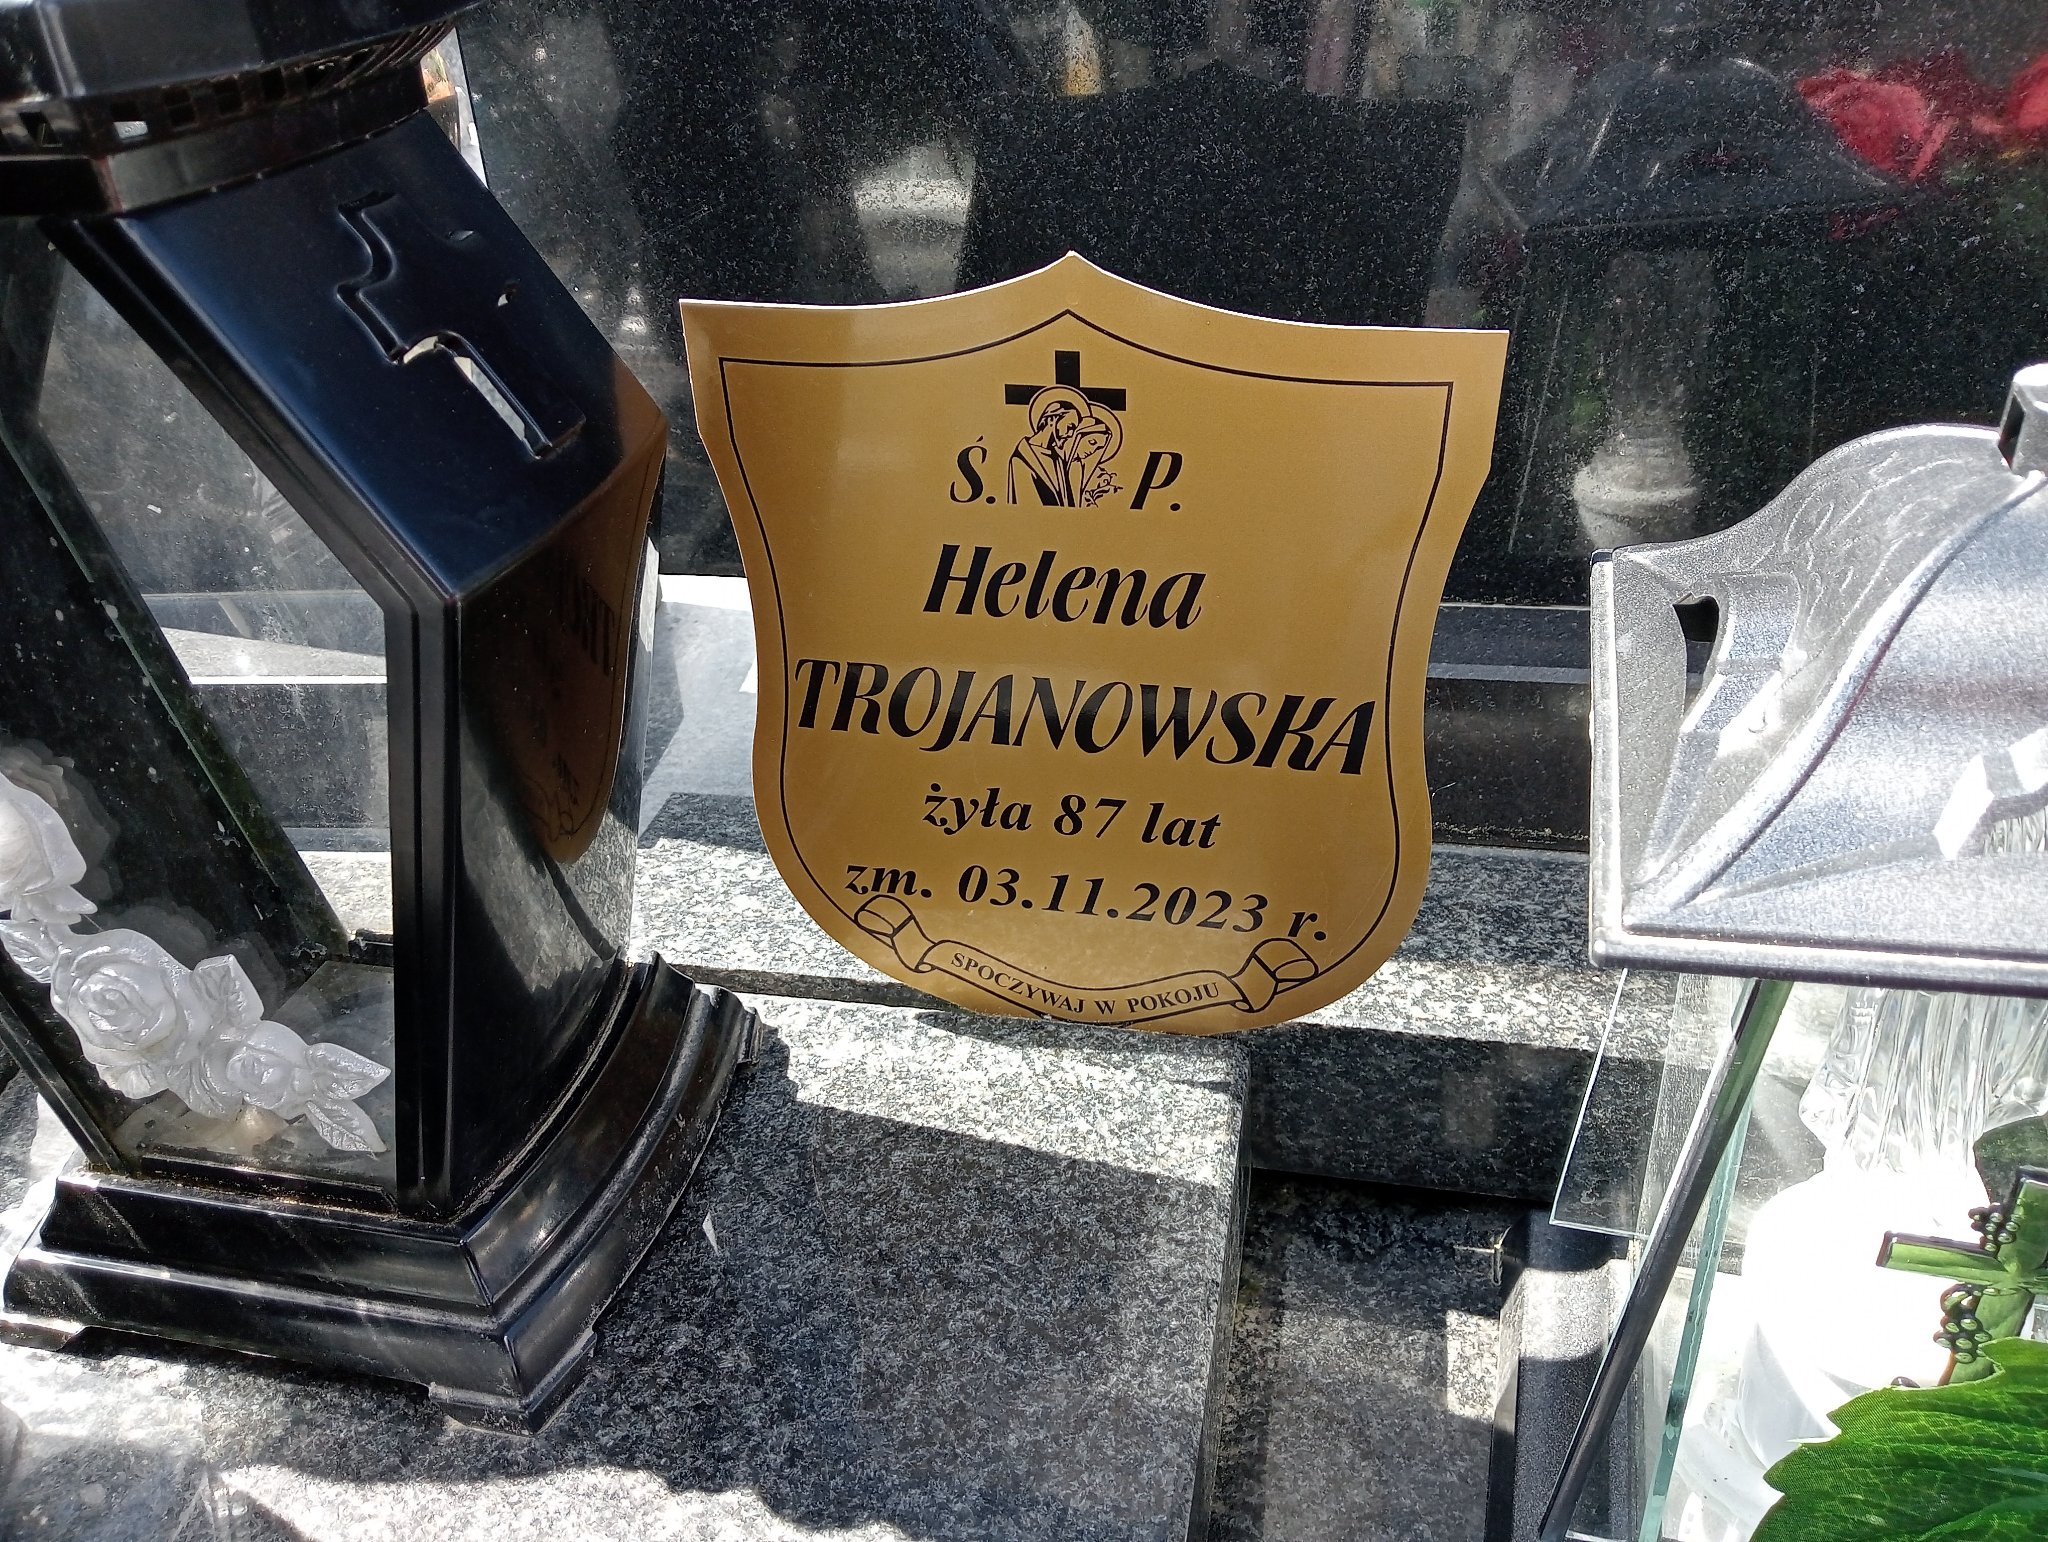 Ś. P.
Helena
TROJANOWSKA
żyła 87 lat
zm. 03.11.2023 r.
SPOCZYWAJ W POKOJU